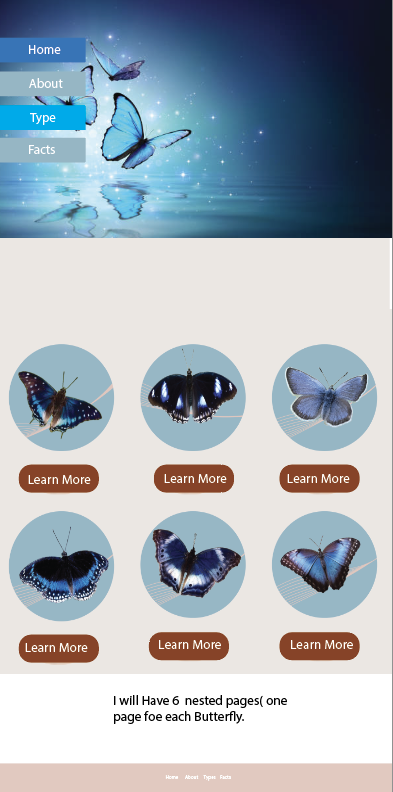 Home
About
Type
Facts
Learn More
Learn More
Learn More
Learn More
Learn More
Learn More
I will Have 6 nested pages( one
page foe each Butterfly.
Home About Types Facts